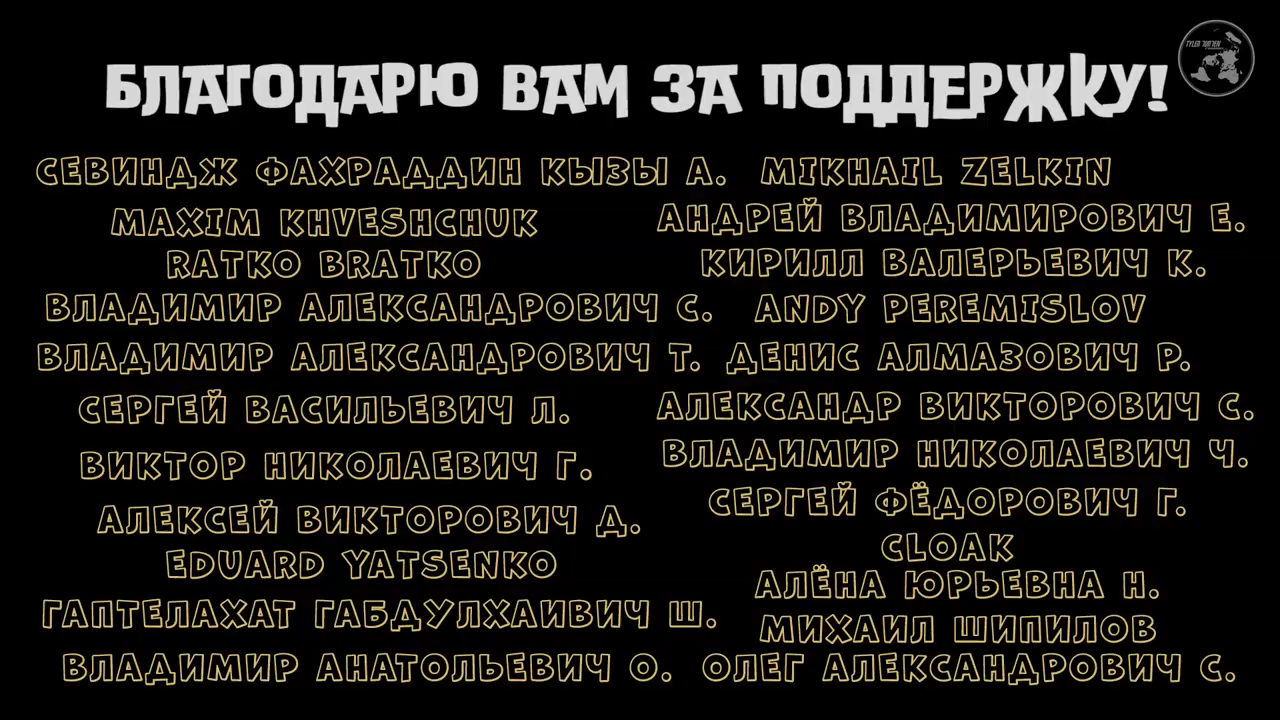 БЛАГОДАРЮ ВАМ ЗА ПОДДЕРЖКУ!
СЕВИНДЖ ФАХРАДДИН КЫЗЫ А.
MAXIM KHVESHCHUK
RATKO BRATKO
ВЛАДИМИР АЛЕКСАНДРОВИЧ С.
ВЛАДИМИР АЛЕКСАНДРОВИЧ Т.
СЕРГЕЙ ВАСИЛЬЕВИЧ Л.
ВИКТОР НИКОЛАЕВИЧ Г.
АЛЕКСЕЙ ВИКТОРОВИЧ Д.
EDUARD YATSENKO
ГАПТЕЛАХАТ ГАБДУЛХАИВИЧ Ш.
ВЛАДИМИР АНАТОЛЬЕВИЧ О.
MIKHAIL ZELKIN
АНДРЕЙ ВЛАДИМИРОВИЧ Е.
КИРИЛЛ ВАЛЕРЬЕВИЧ К.
ANDY PEREMISLOV
ДЕНИС АЛМАЗОВИЧ Р.
АЛЕКСАНДР ВИКТОРОВИЧ С.
ВЛАДИМИР НИКОЛАЕВИЧ Ч.
СЕРГЕЙ ФЁДОРОВИЧ Г.
CLOAK
АЛЁНА ЮРЬЕВНА Н.
МИХАИЛ ШИПИЛОВ
ОЛЕГ АЛЕКСАНДРОВИЧ С.